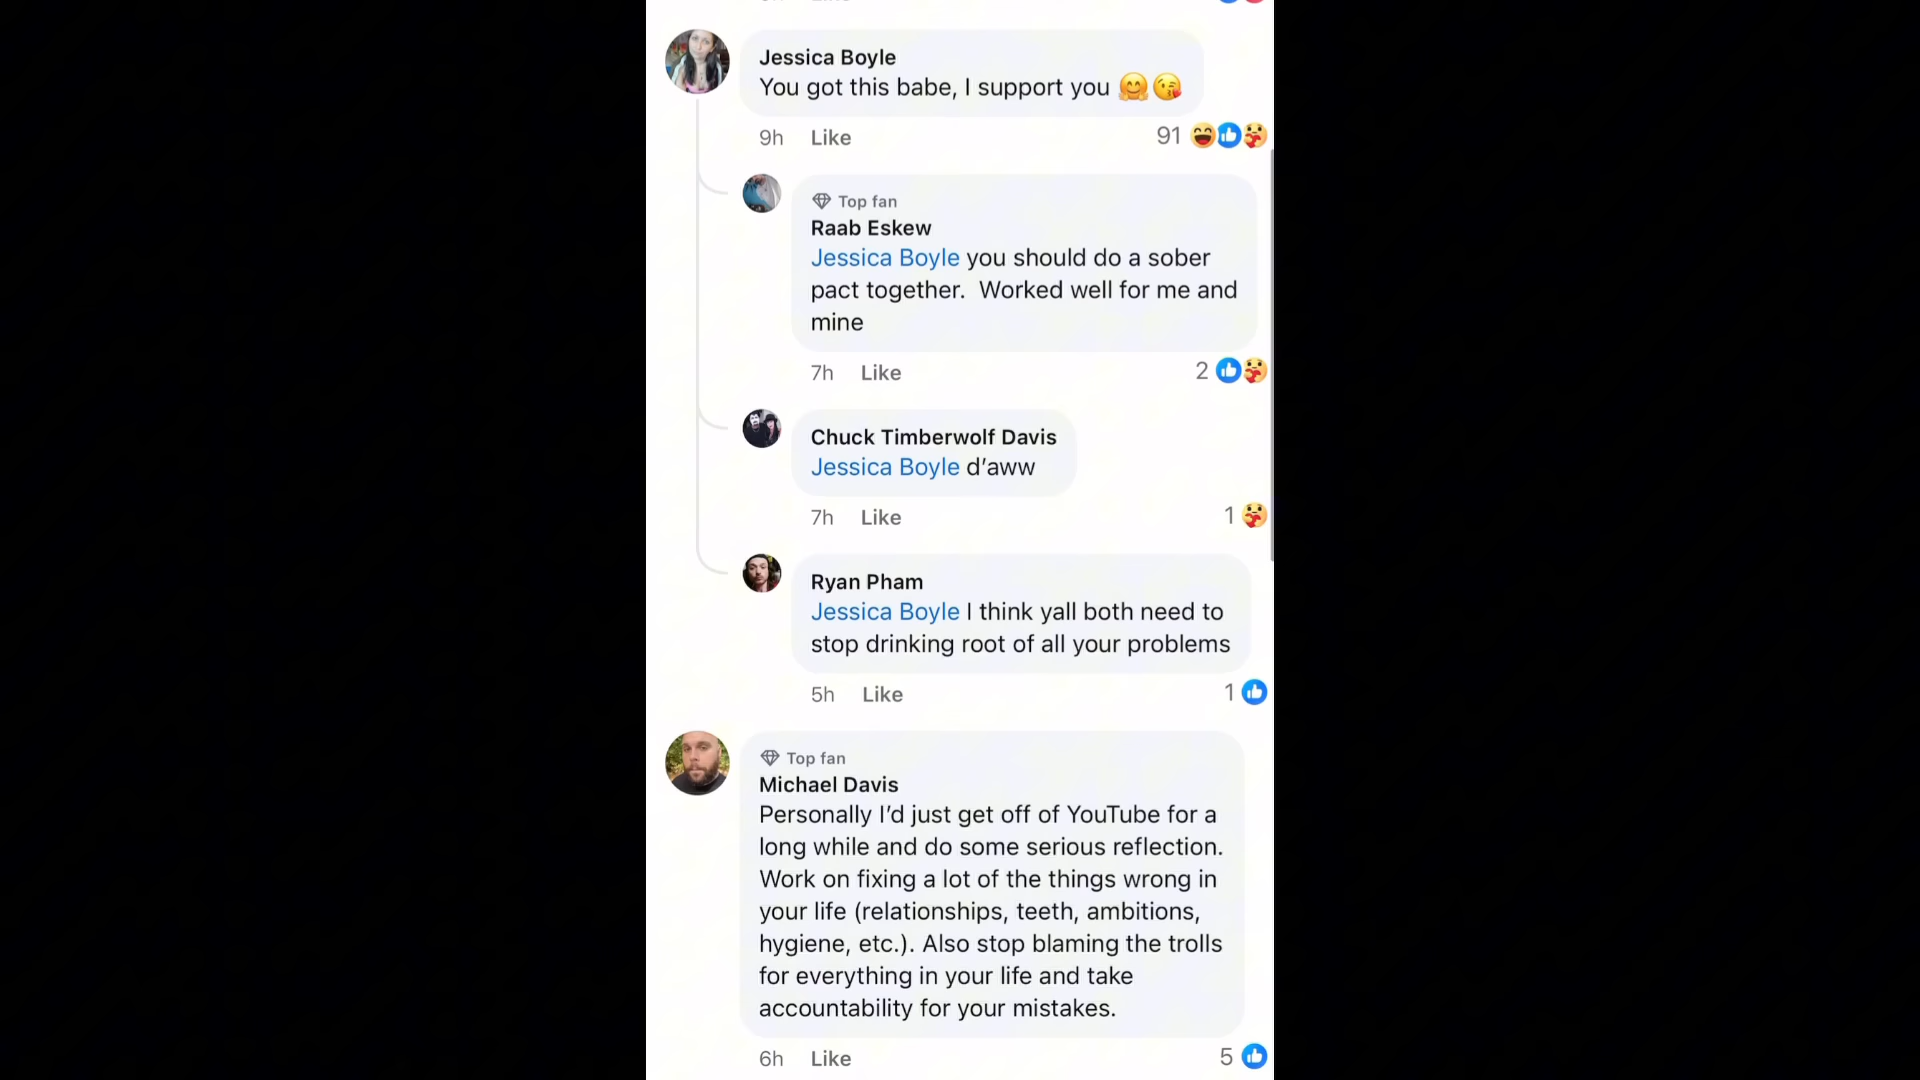 Jessica Boyle
You got this babe, I support you 🤗😘
9h Like 91
Top fan
Raab Eskew
Jessica Boyle you should do a sober
pact together.  Worked well for me and
mine
7h Like 2
Chuck Timberwolf Davis
Jessica Boyle d’aww
7h Like 1
Ryan Pham
Jessica Boyle I think yall both need to
stop drinking root of all your problems
5h Like 1
Top fan
Michael Davis
Personally I’d just get off of YouTube for a
long while and do some serious reflection.
Work on fixing a lot of the things wrong in
your life (relationships, teeth, ambitions,
hygiene, etc.). Also stop blaming the trolls
for everything in your life and take
accountability for your mistakes.
6h Like 5